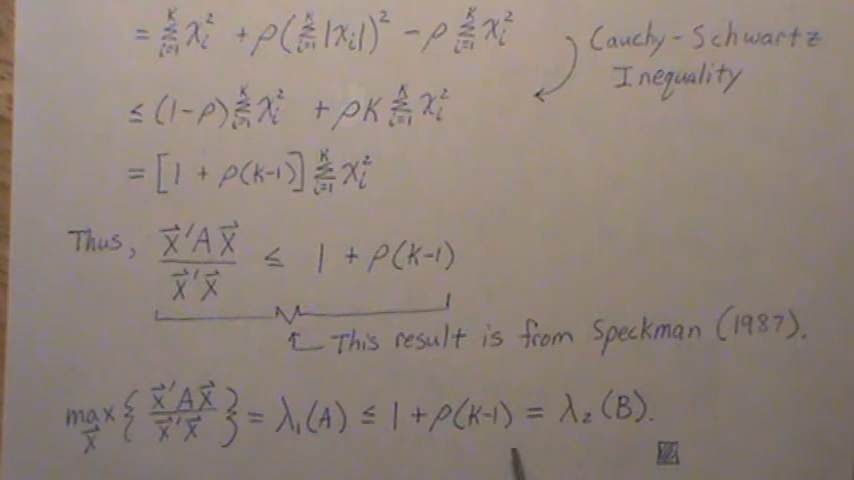 = Σ_{i=1}^{K} x_i² + ρ(Σ_{i=1}^{K} |x_i|)² − ρ Σ_{i=1}^{K} x_i²
Cauchy-Schwartz
Inequality
≤ (1−ρ) Σ_{i=1}^{K} x_i² + ρK Σ_{i=1}^{K} x_i²
= [1 + ρ(K−1)] Σ_{i=1}^{K} x_i²
Thus, x⃗'Ax⃗ / x⃗'x⃗ ≤ 1 + ρ(K−1)
This result is from Speckman (1987).
max_{x⃗} { x⃗'Ax⃗ / x⃗'x⃗ } = λ₁(A) ≤ 1 + ρ(K−1) = λ₂(B).